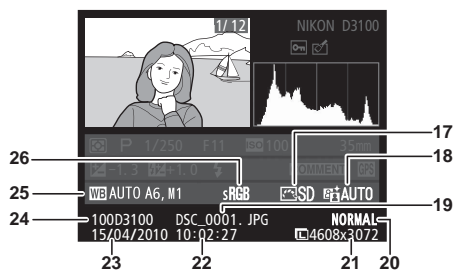 1/12 NIKON D3100
P 1/250 F11 ISO 100 35mm
-1.3 +1.0 COMMENT GPS
WB AUTO A6, M1 sRGB SD AUTO
100D3100 DSC_0001. JPG NORMAL
15/04/2010 10:02:27 L 4608x3072
17
18
19
20
21
22
23
24
25
26